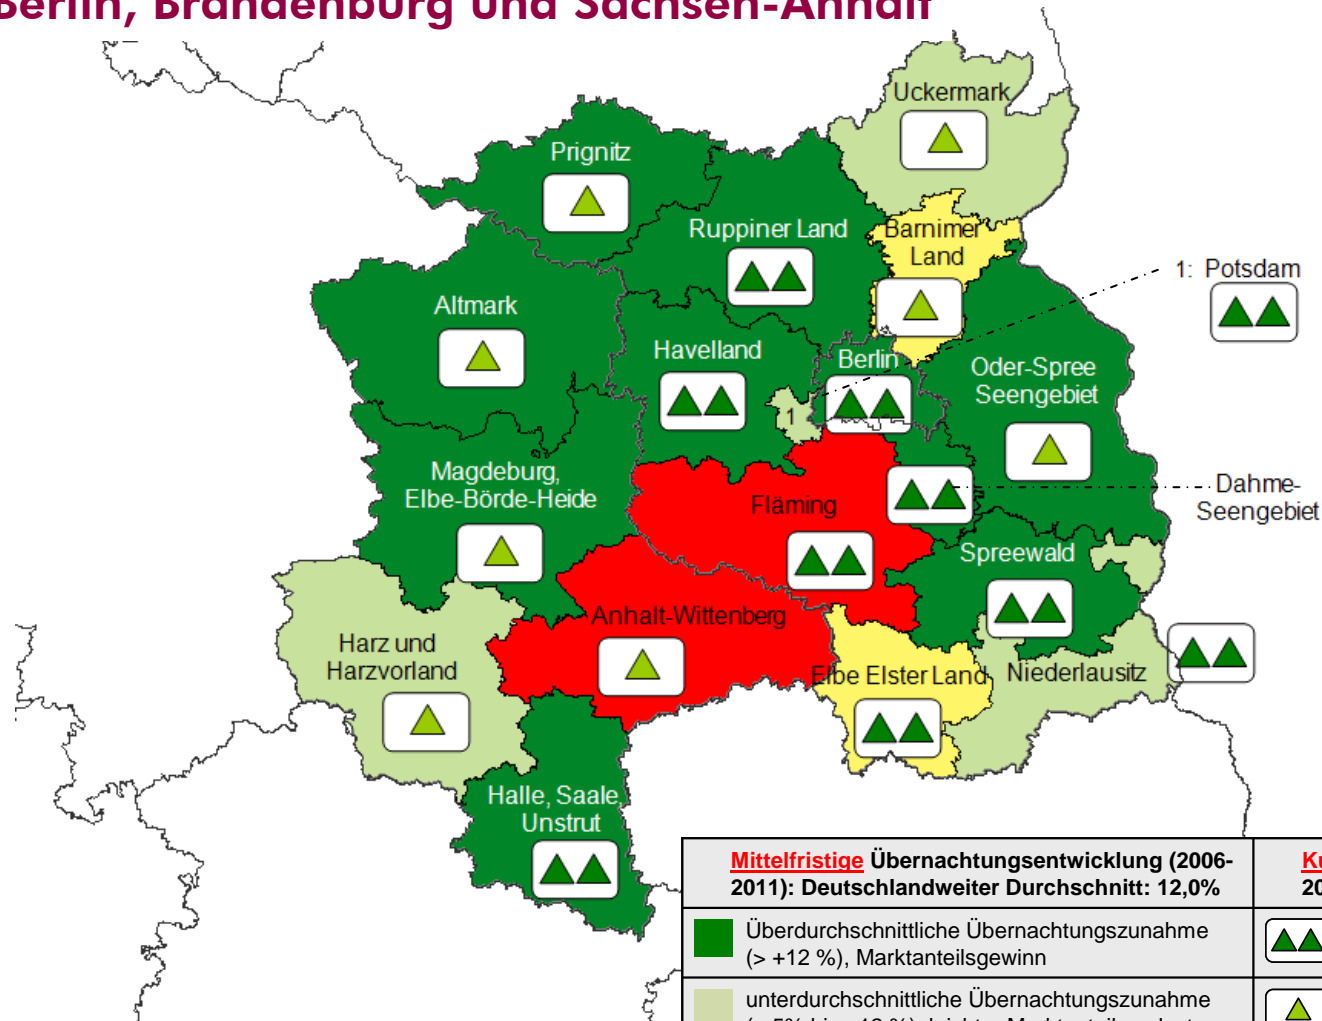 Berlin, Brandenburg und Sachsen-Anhalt
Uckermark
Prignitz
Ruppiner Land
Barnimer
Land
1: Potsdam
Altmark
Havelland
Berlin
Oder-Spree
Seengebiet
1
Magdeburg,
Elbe-Börde-Heide
Fläming
Dahme-
Seengebiet
Spreewald
Anhalt-Wittenberg
Harz und
Harzvorland
Elbe Elster Land
Niederlausitz
Halle, Saale,
Unstrut
Mittelfristige Übernachtungsentwicklung (2006-
2011): Deutschlandweiter Durchschnitt: 12,0%
Überdurchschnittliche Übernachtungszunahme
(> +12 %), Marktanteilsgewinn
unterdurchschnittliche Übernachtungszunahme